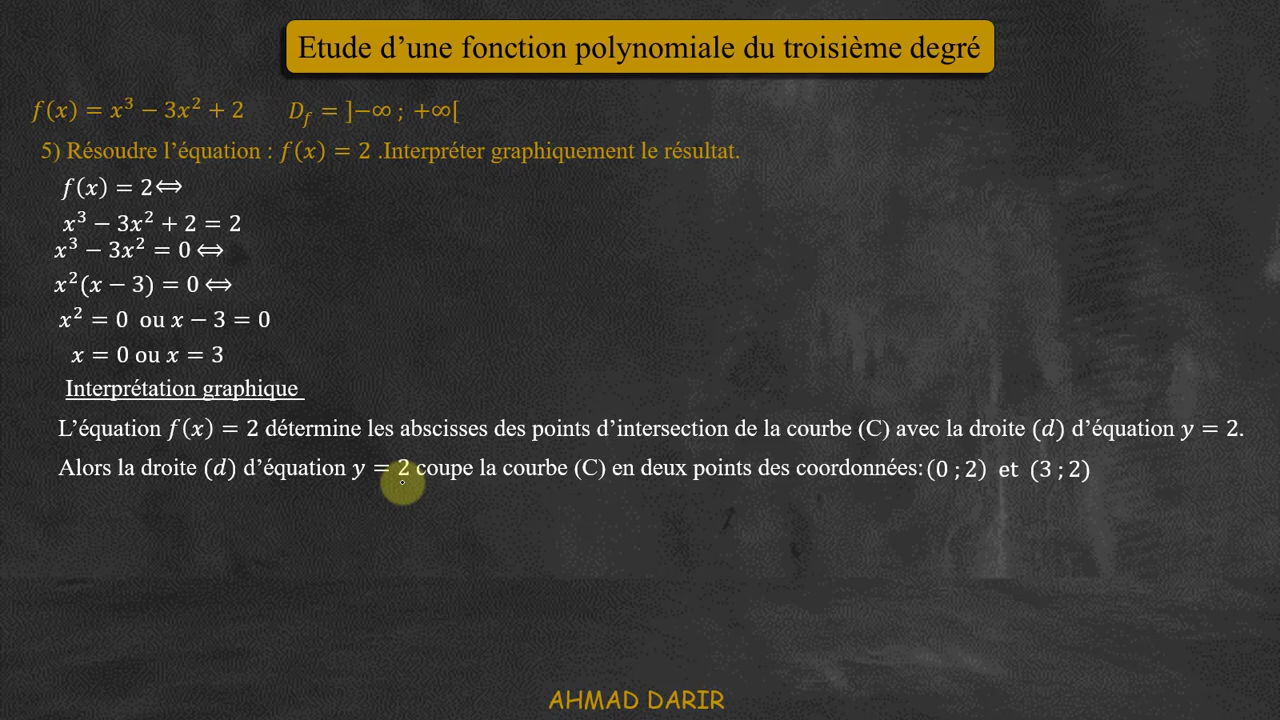 Etude d’une fonction polynomiale du troisième degré
f(x) = x³ − 3x² + 2 D_f = ]−∞ ; +∞[
5) Résoudre l’équation : f(x) = 2 .Interpréter graphiquement le résultat.
f(x) = 2 ⟺
x³ − 3x² + 2 = 2
x³ − 3x² = 0 ⟺
x²(x − 3) = 0 ⟺
x² = 0 ou x − 3 = 0
x = 0 ou x = 3
Interprétation graphique
L’équation f(x) = 2 détermine les abscisses des points d’intersection de la courbe (C) avec la droite (d) d’équation y = 2.
Alors la droite (d) d’équation y = 2 coupe la courbe (C) en deux points des coordonnées: (0 ; 2) et (3 ; 2)
AHMAD DARIR